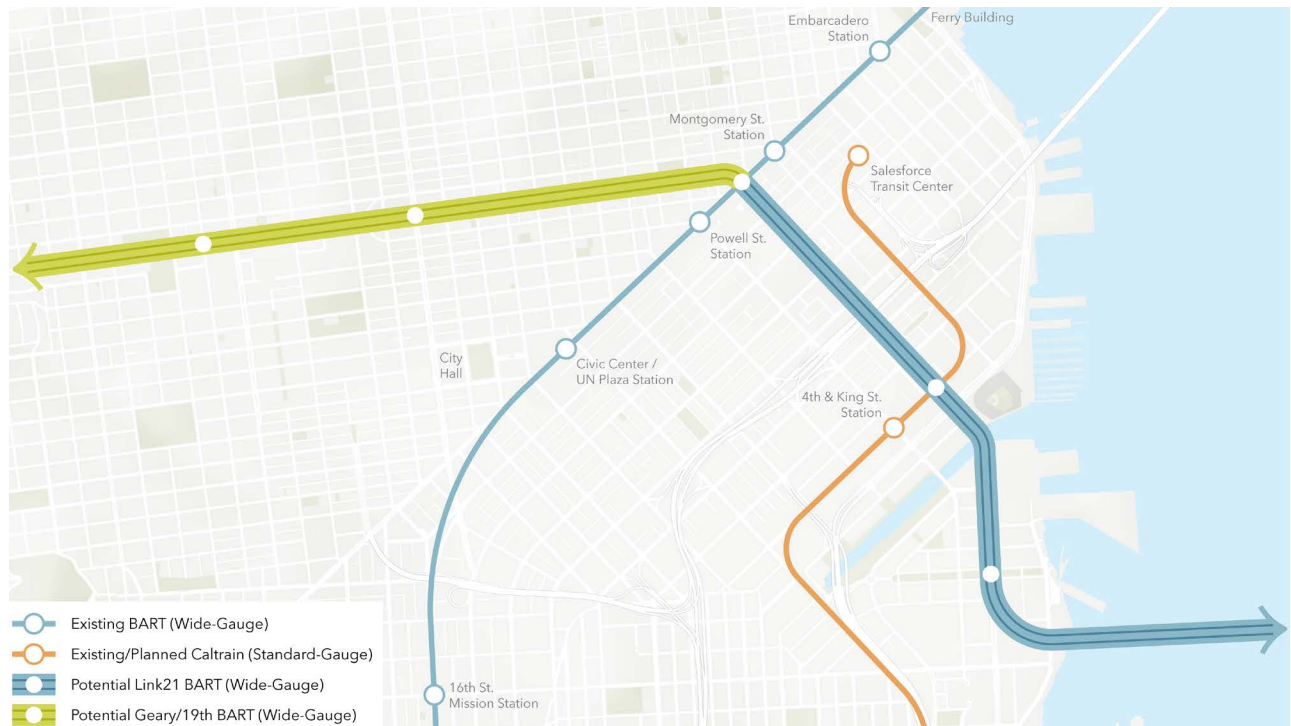 Embarcadero
Station
Ferry Building
Montgomery St.
Station
Salesforce
Transit Center
Powell St.
Station
City
Hall
Civic Center /
UN Plaza Station
4th & King St.
Station
16th St.
Mission Station
Existing BART (Wide-Gauge)
Existing/Planned Caltrain (Standard-Gauge)
Potential Link21 BART (Wide-Gauge)
Potential Geary/19th BART (Wide-Gauge)